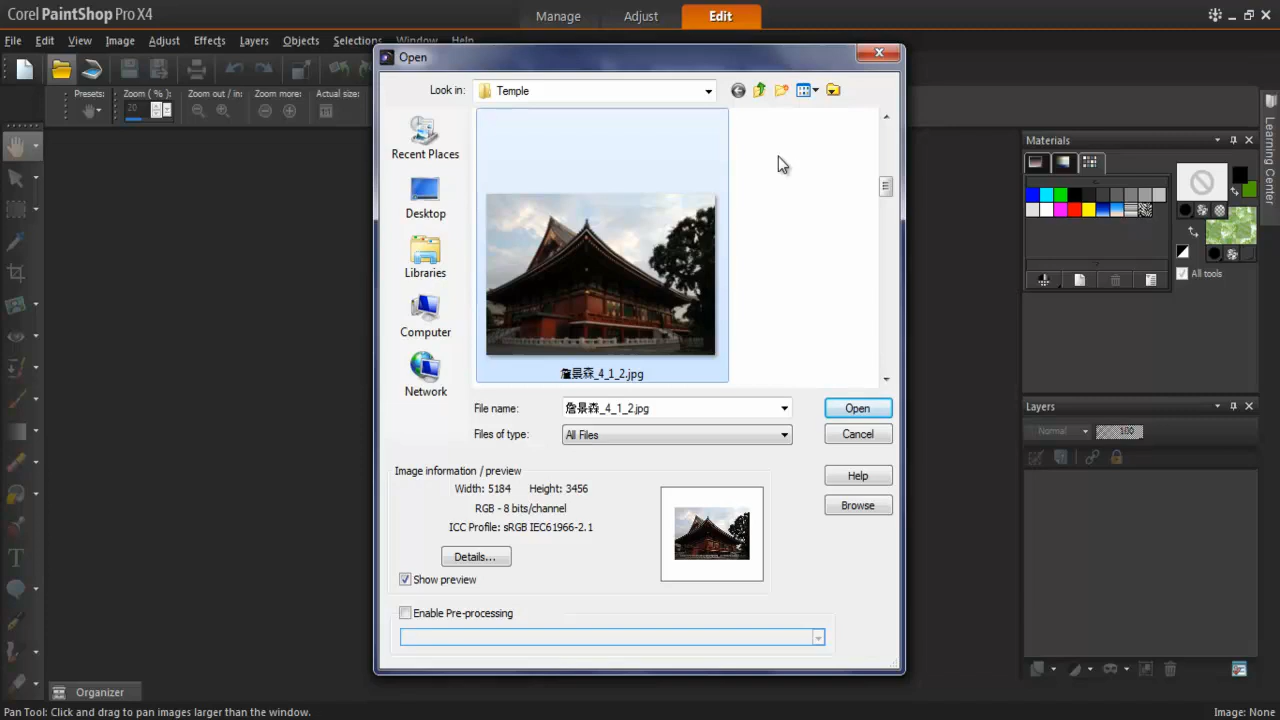 Corel PaintShop Pro X4
Manage
Adjust
Edit
File
Edit
View
Image
Adjust
Effects
Layers
Objects
Selections
Window
Help
Presets:
Zoom ( % ):
20
Zoom out / in:
Zoom more:
Actual size:
Open
Look in:
Temple
Recent Places
Desktop
Libraries
Computer
Network
詹景森_4_1_2.jpg
File name:
詹景森_4_1_2.jpg
Open
Files of type:
All Files
Cancel
Image information / preview
Help
Width: 5184 Height: 3456
RGB - 8 bits/channel
Browse
ICC Profile: sRGB IEC61966-2.1
Details...
Show preview
Enable Pre-processing
Materials
All tools
Learning Center
Layers
Normal
100
Organizer
Pan Tool: Click and drag to pan images larger than the window.
Image: None